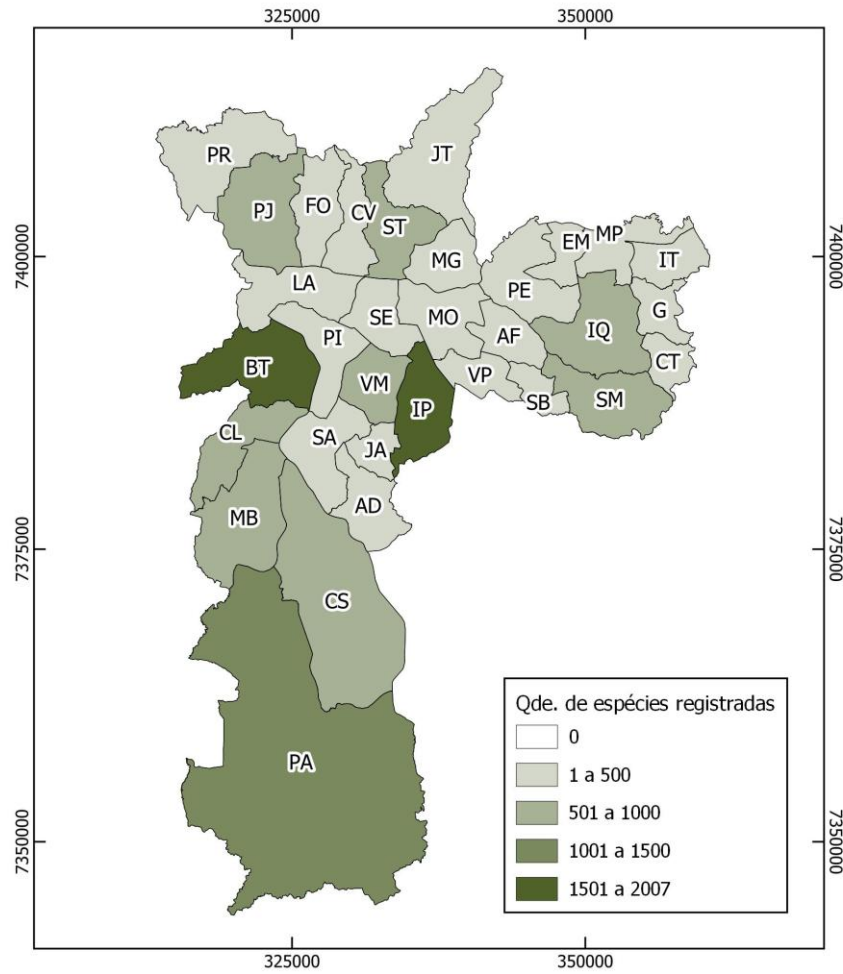 325000 350000
PR
JT
PJ
FO
CV
ST
7400000
7400000
EM
MP
MG
IT
LA
PE
G
SE
MO
IQ
PI
AF
BT
CT
VM
VP
IP
SB
SM
CL
SA
JA
AD
MB
7375000
7375000
CS
Qde. de espécies registradas
0
PA
1 a 500
501 a 1000
7350000
7350000
1001 a 1500
1501 a 2007
325000 350000